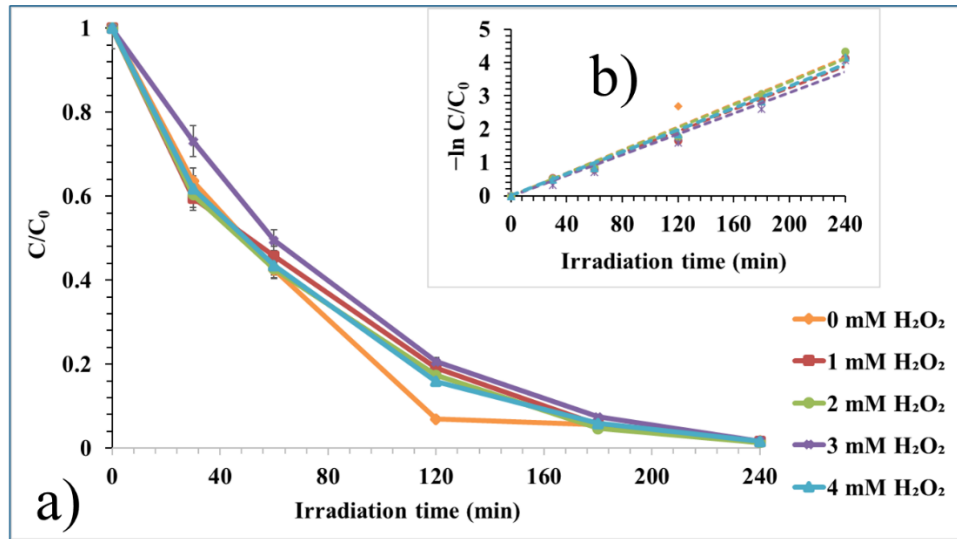 1
0.8
0.6
0.4
0.2
0
C/C₀
0 40 80 120 160 200 240
Irradiation time (min)
a)
5
4
3
2
1
0
−ln C/C₀
0 40 80 120 160 200 240
Irradiation time (min)
b)
0 mM H₂O₂
1 mM H₂O₂
2 mM H₂O₂
3 mM H₂O₂
4 mM H₂O₂